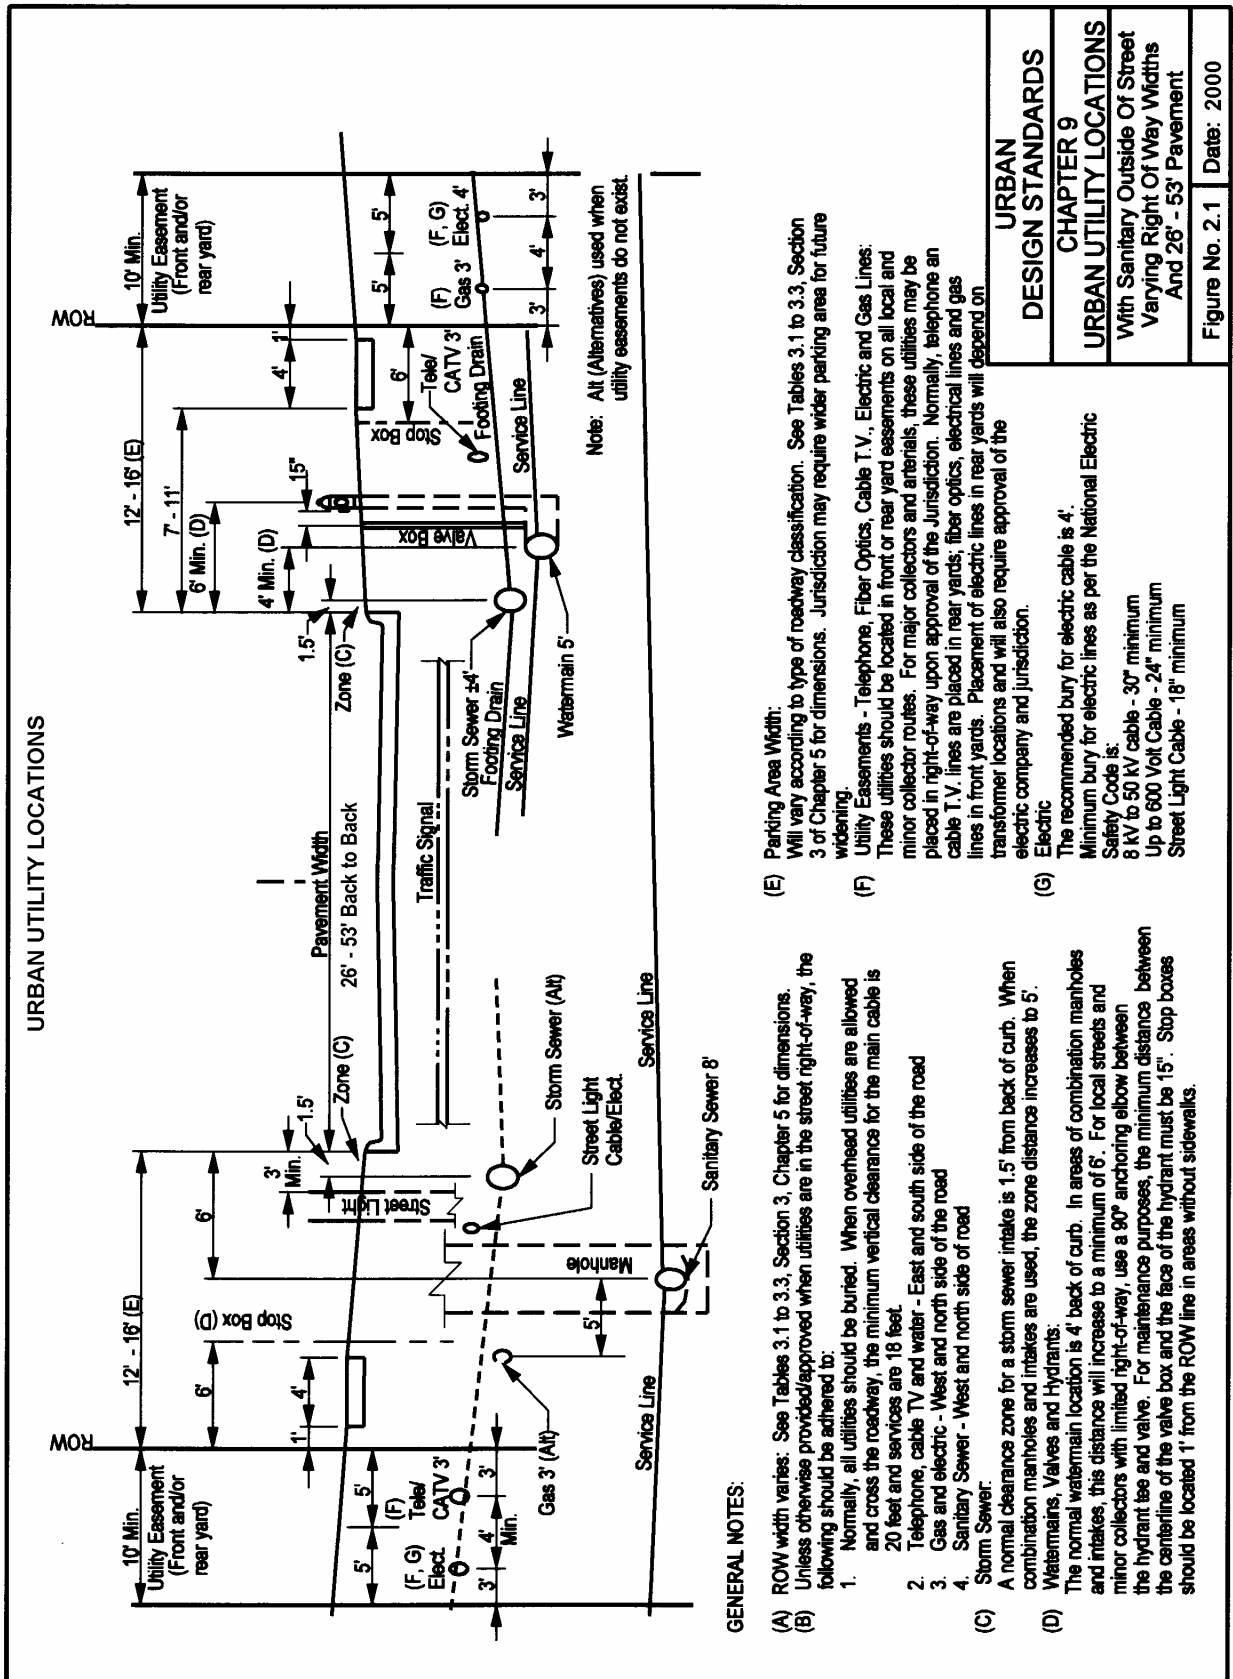 URBAN UTILITY LOCATIONS
ROW
ROW
10' Min.
Utility Easement
(Front and/or
rear yard)
12' - 16' (E)
6'
6'
3'
Min.
1.5'
Zone (C)
Pavement Width
26' - 53' Back to Back
1.5'
Zone (C)
12' - 16' (E)
7' - 11'
6' Min. (D)
4' Min. (D)
15"
4'
1'
10' Min.
Utility Easement
(Front and/or
rear yard)
5'
5'
1'
4'
Stop Box (D)
Street Light
Traffic Signal
Valve Box
Stop Box
6'
5'
5'
(F, G)
Elect.
(F)
Tele/
CATV 3'
3'
4'
Min.
3'
Gas 3' (Alt)
5'
Manhole
Street Light
Cable/Elect.
Storm Sewer (Alt)
Sanitary Sewer 8'
Service Line
Service Line
Storm Sewer ±4'
Footing Drain
Service Line
Watermain 5'
Tele/
CATV 3'
Footing Drain
Service Line
(F)
Gas 3'
(F, G)
Elect. 4'
3'
4'
3'
Note: Alt (Alternatives) used when
utility easements do not exist.
GENERAL NOTES:
(A) ROW width varies: See Tables 3.1 to 3.3, Section 3, Chapter 5 for dimensions.
(B) Unless otherwise provided/approved when utilities are in the street right-of-way, the
following should be adhered to:
1. Normally, all utilities should be buried. When overhead utilities are allowed
and cross the roadway, the minimum vertical clearance for the main cable is
20 feet and services are 18 feet.
2. Telephone, cable TV and water - East and south side of the road
3. Gas and electric - West and north side of the road
4. Sanitary Sewer - West and north side of road
(C) Storm Sewer:
A normal clearance zone for a storm sewer intake is 1.5' from back of curb. When
combination manholes and intakes are used, the zone distance increases to 5'.
(D) Watermains, Valves and Hydrants:
The normal watermain location is 4' back of curb. In areas of combination manholes
and intakes, this distance will increase to a minimum of 6'. For local streets and
minor collectors with limited right-of-way, use a 90° anchoring elbow between
the hydrant tee and valve. For maintenance purposes, the minimum distance between
the centerline of the valve box and the face of the hydrant must be 15". Stop boxes
should be located 1' from the ROW line in areas without sidewalks.
(E) Parking Area Width:
Will vary according to type of roadway classification. See Tables 3.1 to 3.3, Section
3 of Chapter 5 for dimensions. Jurisdiction may require wider parking area for future
widening.
(F) Utility Easements - Telephone, Fiber Optics, Cable T.V., Electric and Gas Lines:
These utilities should be located in front or rear yard easements on all local and
minor collector routes. For major collectors and arterials, these utilities may be
placed in right-of-way upon approval of the Jurisdiction. Normally, telephone an
cable T.V. lines are placed in rear yards; fiber optics, electrical lines and gas
lines in front yards. Placement of electric lines in rear yards will depend on
transformer locations and will also require approval of the
electric company and jurisdiction.
(G) Electric
The recommended bury for electric cable is 4'.
Minimum bury for electric lines as per the National Electric
Safety Code is:
8 kV to 50 kV cable - 30" minimum
Up to 600 Volt Cable - 24" minimum
Street Light Cable - 18" minimum
URBAN
DESIGN STANDARDS
CHAPTER 9
URBAN UTILITY LOCATIONS
With Sanitary Outside Of Street
Varying Right Of Way Widths
And 26' - 53' Pavement
Figure No. 2.1
Date: 2000